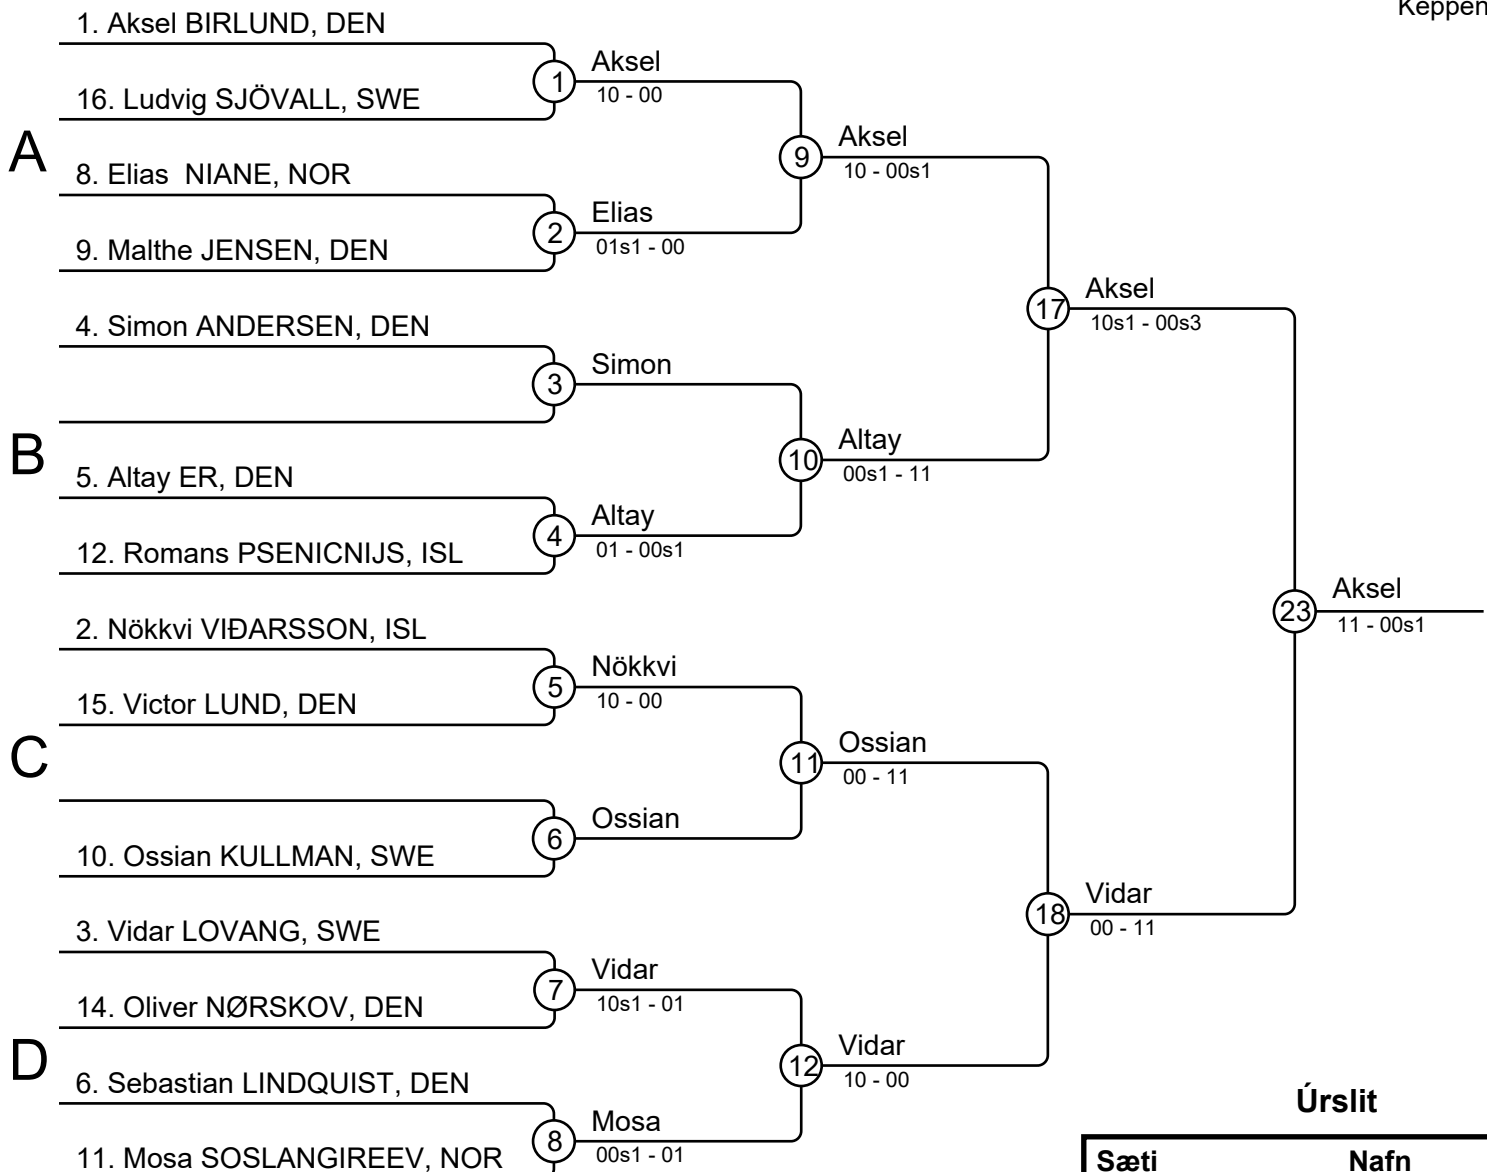 Keppen
1. Aksel BIRLUND, DEN
Aksel
1
10 - 00
16. Ludvig SJÖVALL, SWE
A
Aksel
9
10 - 00s1
8. Elias  NIANE, NOR
Elias
2
01s1 - 00
9. Malthe JENSEN, DEN
Aksel
17
10s1 - 00s3
4. Simon ANDERSEN, DEN
Simon
3
B
Altay
10
00s1 - 11
5. Altay ER, DEN
Altay
4
01 - 00s1
12. Romans PSENICNIJS, ISL
Aksel
23
11 - 00s1
2. Nökkvi VIÐARSSON, ISL
Nökkvi
5
10 - 00
15. Victor LUND, DEN
C
Ossian
11
00 - 11
Ossian
6
10. Ossian KULLMAN, SWE
Vidar
18
00 - 11
3. Vidar LOVANG, SWE
Vidar
7
10s1 - 01
14. Oliver NØRSKOV, DEN
D
Vidar
12
10 - 00
6. Sebastian LINDQUIST, DEN
Mosa
8
00s1 - 01
11. Mosa SOSLANGIREEV, NOR
Úrslit
Sæti Nafn